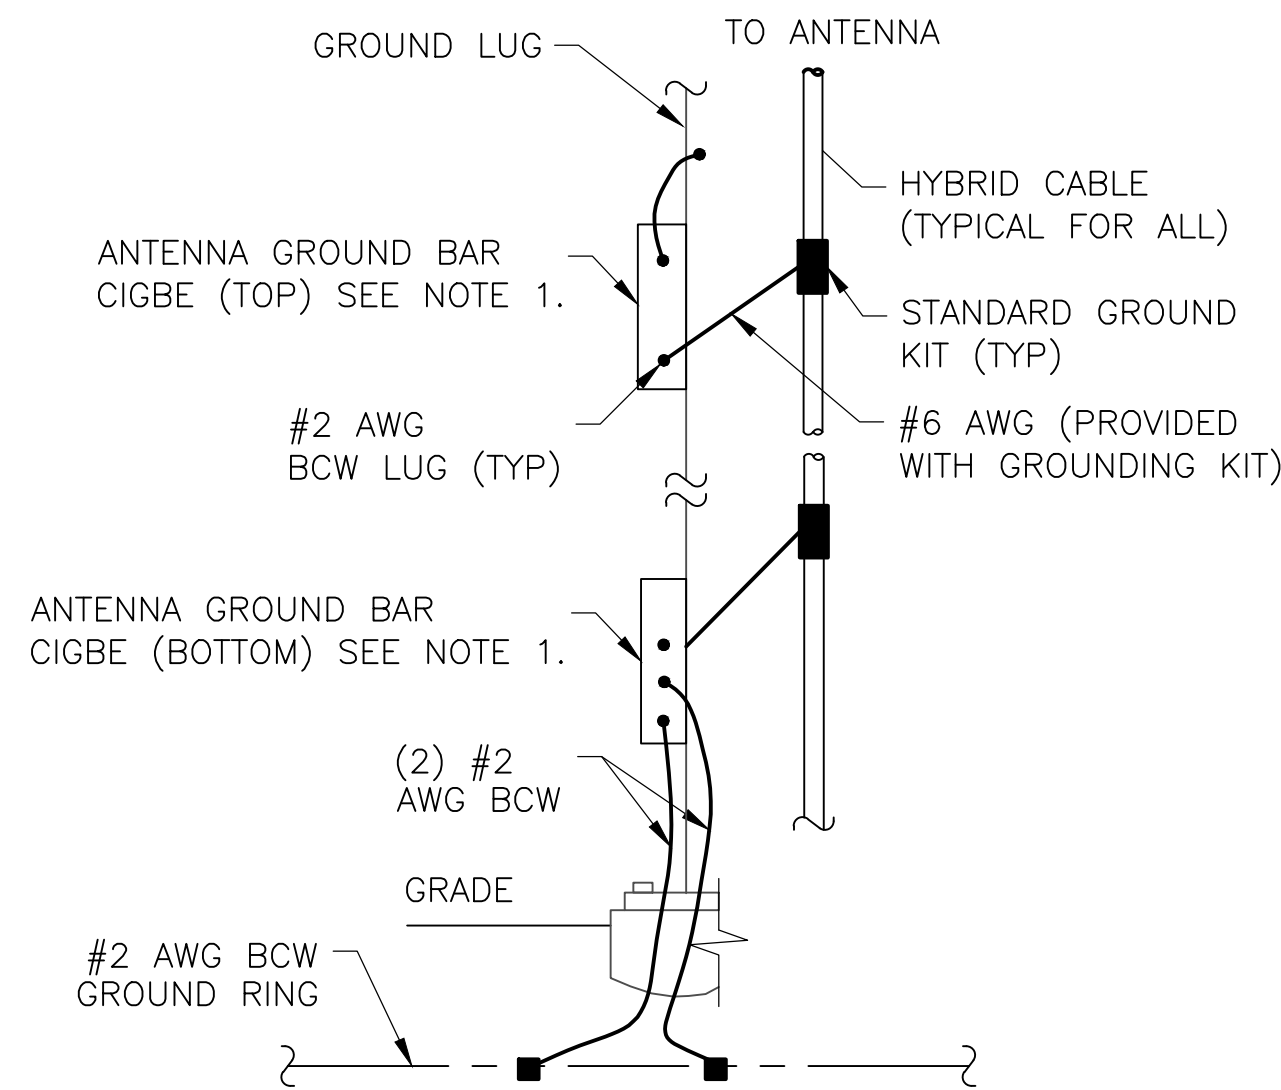 TO ANTENNA
GROUND LUG
HYBRID CABLE
(TYPICAL FOR ALL)
ANTENNA GROUND BAR
CIGBE (TOP) SEE NOTE 1.
STANDARD GROUND
KIT (TYP)
#2 AWG
BCW LUG (TYP)
#6 AWG (PROVIDED
WITH GROUNDING KIT)
ANTENNA GROUND BAR
CIGBE (BOTTOM) SEE NOTE 1.
(2) #2
AWG BCW
GRADE
#2 AWG BCW
GROUND RING